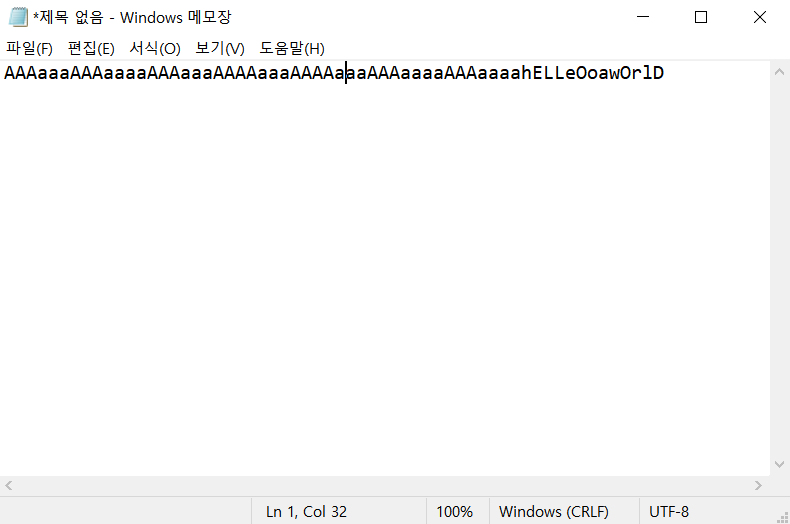 *제목 없음 - Windows 메모장
파일(F) 편집(E) 서식(O) 보기(V) 도움말(H)
AAAaaaAAAaaaaAAAaaaAAAAaaaAAAAaaaAAAaaaaAAAaaaahELLeOoawOrlD
Ln 1, Col 32 100% Windows (CRLF) UTF-8